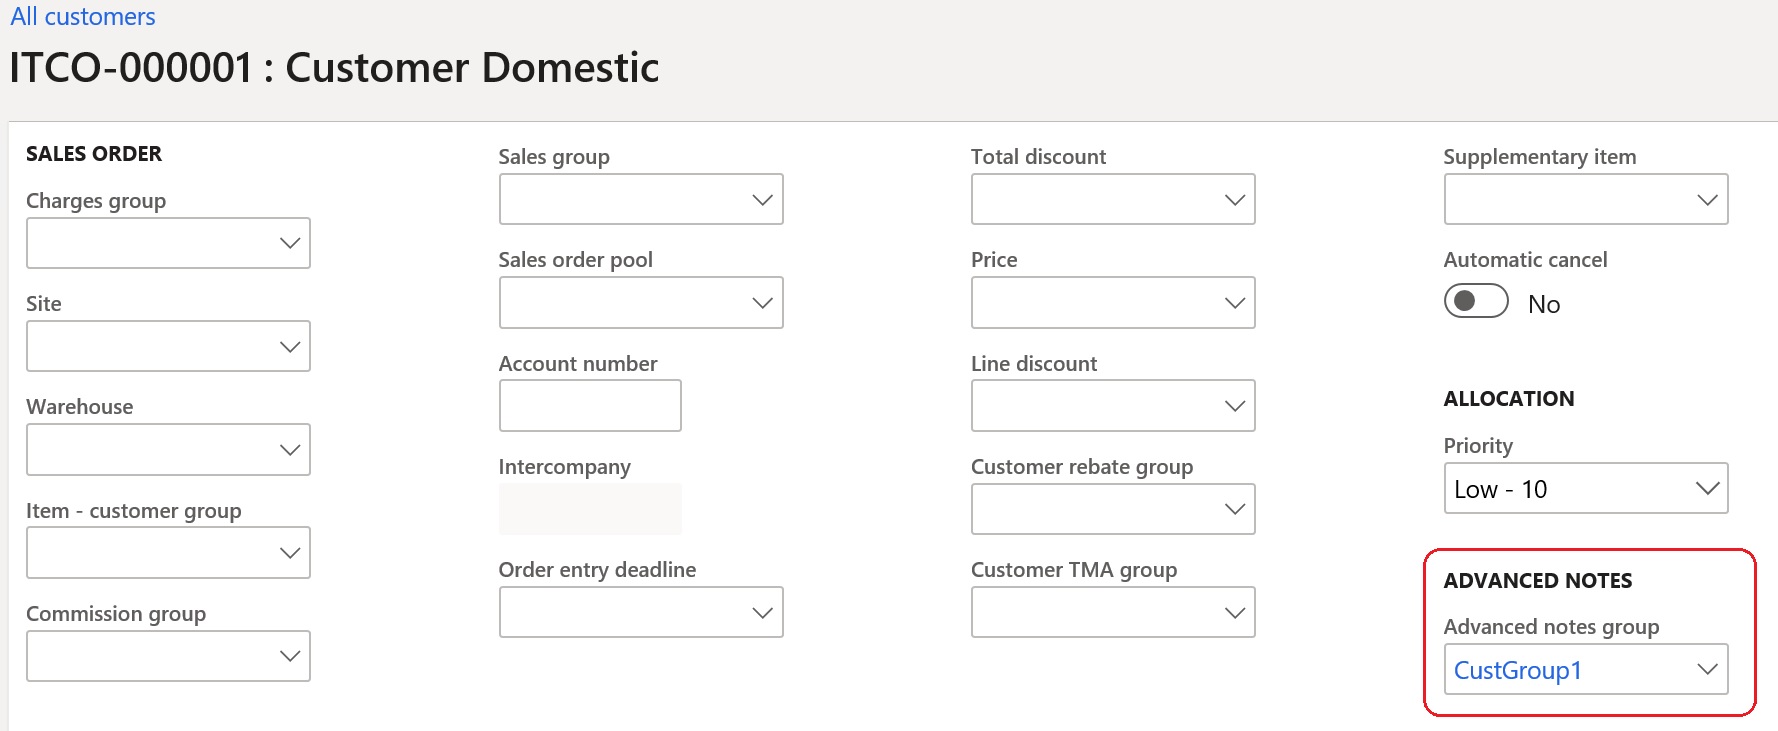 All customers
ITCO-000001 : Customer Domestic
SALES ORDER
Charges group
Site
Warehouse
Item - customer group
Commission group
Sales group
Sales order pool
Account number
Intercompany
Order entry deadline
Total discount
Price
Line discount
Customer rebate group
Customer TMA group
Supplementary item
Automatic cancel
No
ALLOCATION
Priority
Low - 10
ADVANCED NOTES
Advanced notes group
CustGroup1